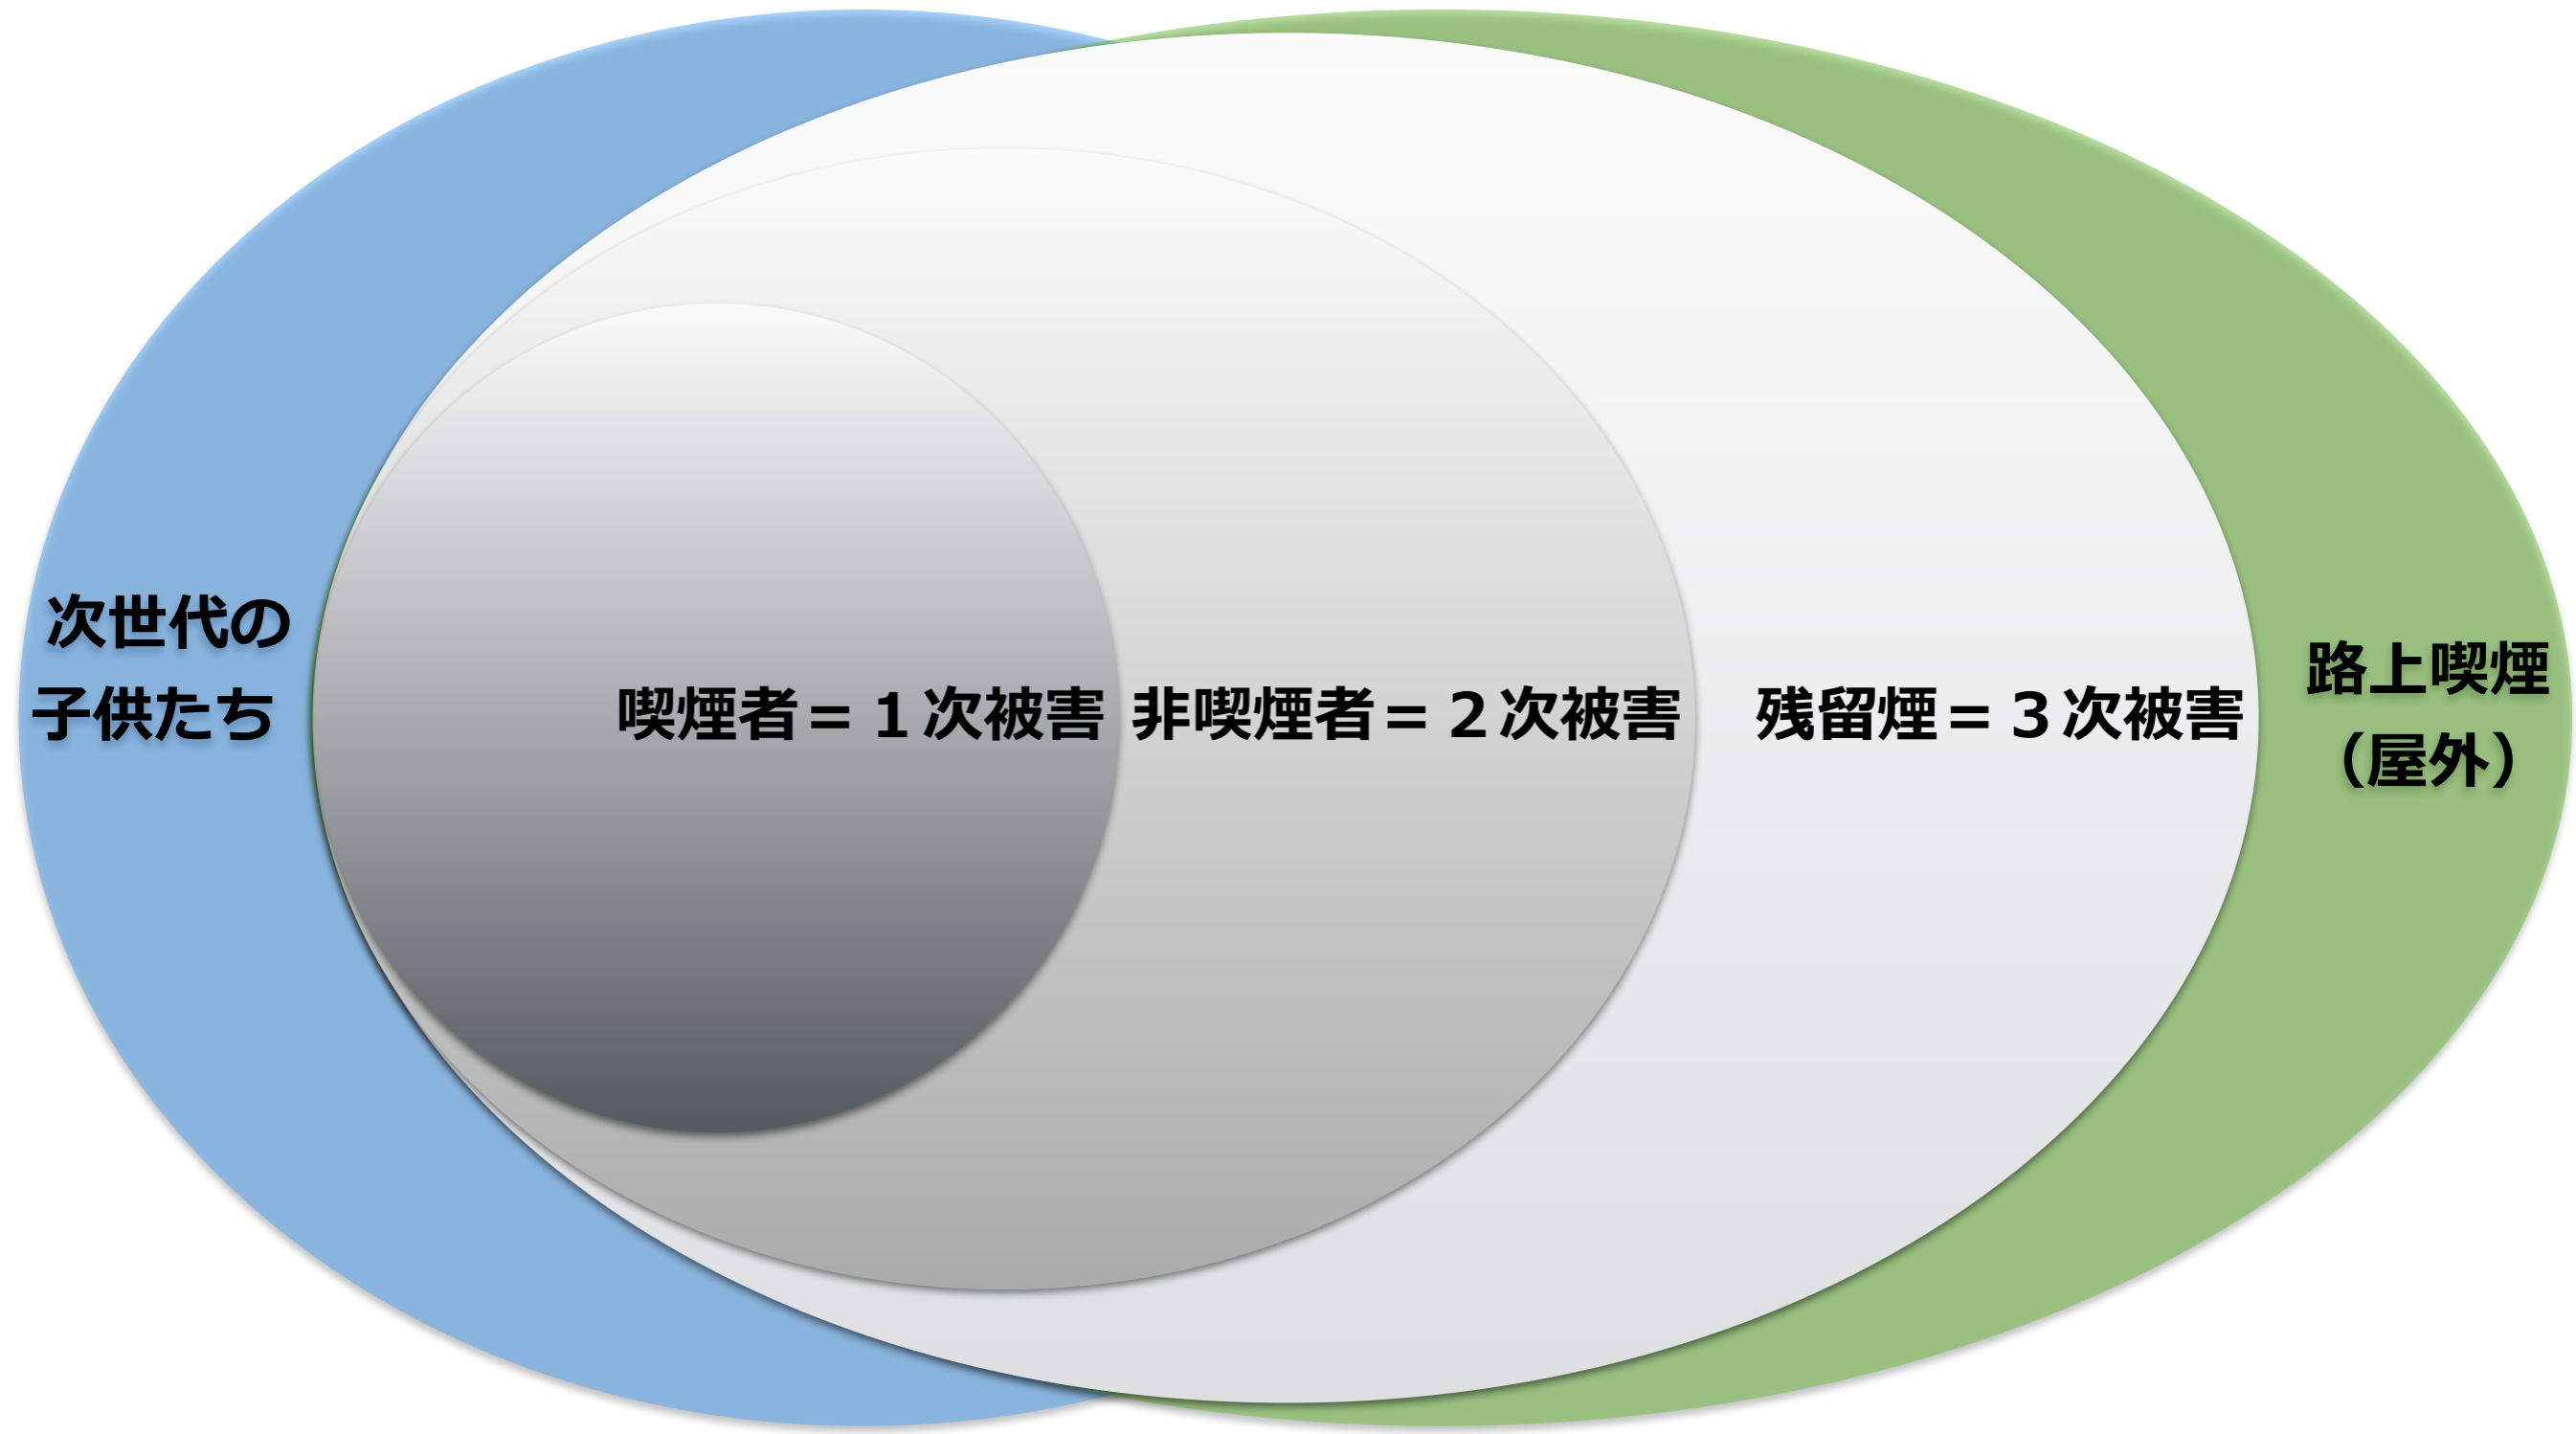 次世代の
子供たち
喫煙者＝１次被害
非喫煙者＝２次被害
残留煙＝３次被害
路上喫煙
（屋外）